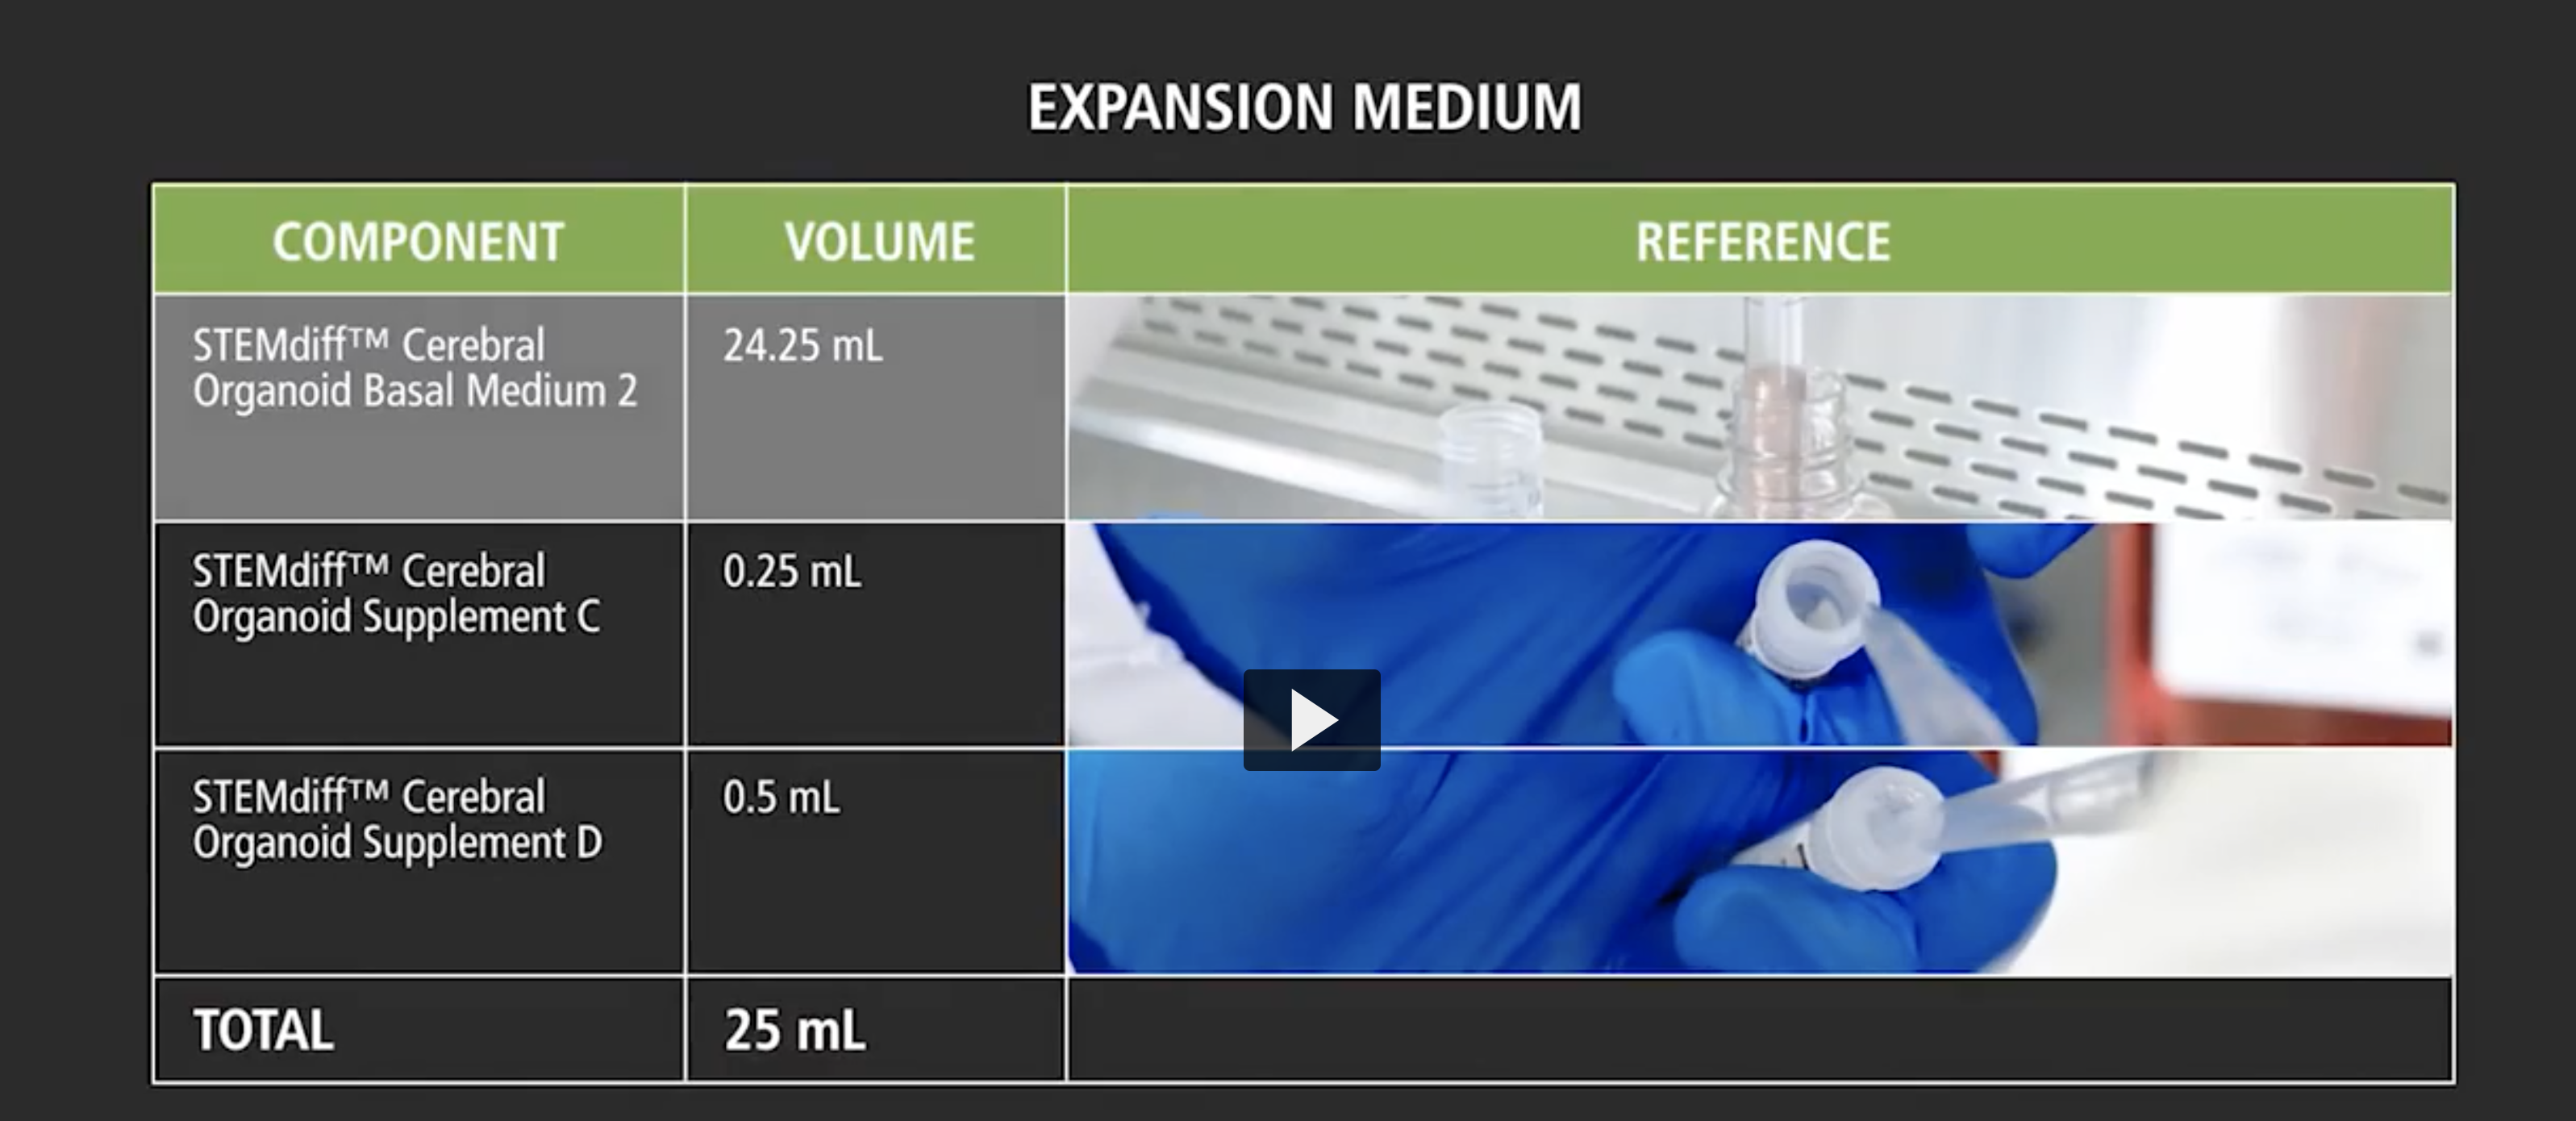 EXPANSION MEDIUM
COMPONENT
VOLUME
REFERENCE
STEMdiff™ Cerebral
Organoid Basal Medium 2
24.25 mL
STEMdiff™ Cerebral
Organoid Supplement C
0.25 mL
STEMdiff™ Cerebral
Organoid Supplement D
0.5 mL
TOTAL
25 mL